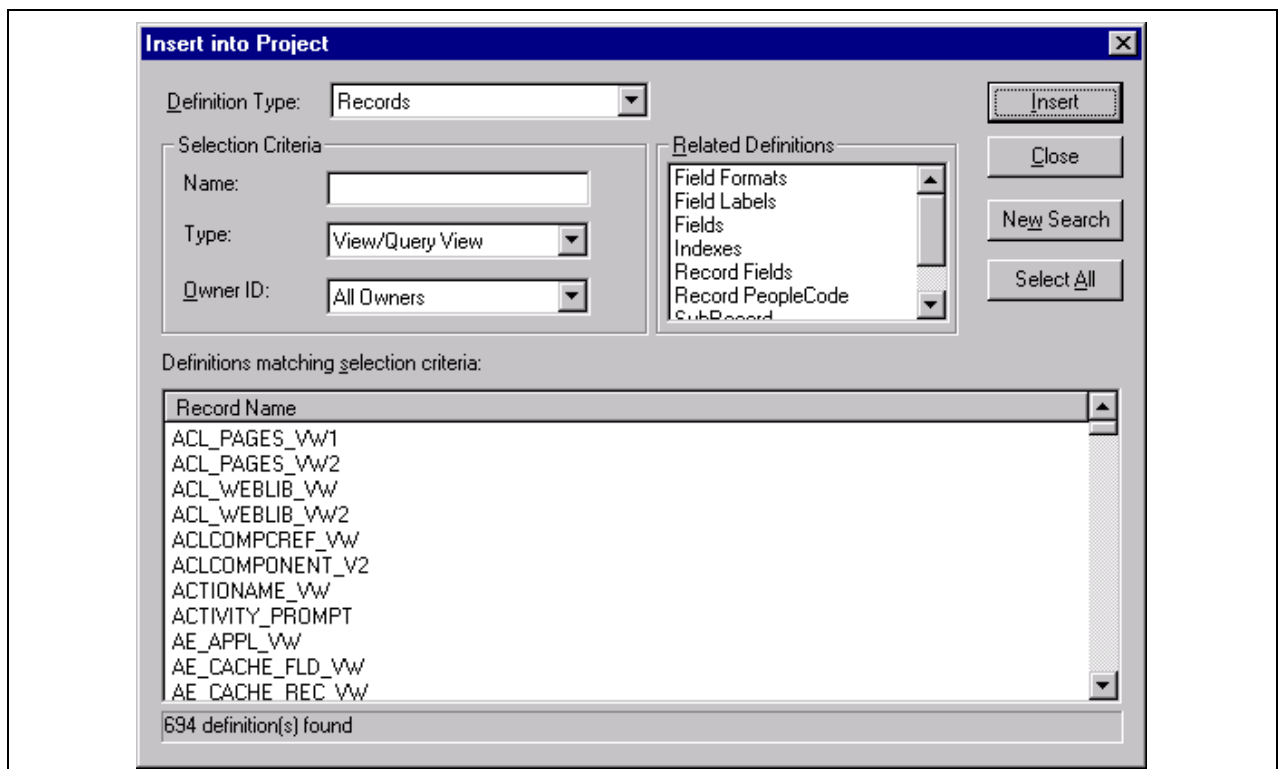 Insert into Project
Definition Type:
Records
Insert
Selection Criteria
Related Definitions
Close
Name:
Field Formats
Field Labels
Fields
New Search
Type:
View/Query View
Indexes
Record Fields
Select All
Owner ID:
All Owners
Record PeopleCode
SubRecord
Definitions matching selection criteria:
Record Name
ACL_PAGES_VW1
ACL_PAGES_VW2
ACL_WEBLIB_VW
ACL_WEBLIB_VW2
ACLCOMPCREF_VW
ACLCOMPONENT_V2
ACTIONAME_VW
ACTIVITY_PROMPT
AE_APPL_VW
AE_CACHE_FLD_VW
AE_CACHE_REC_VW
694 definition(s) found